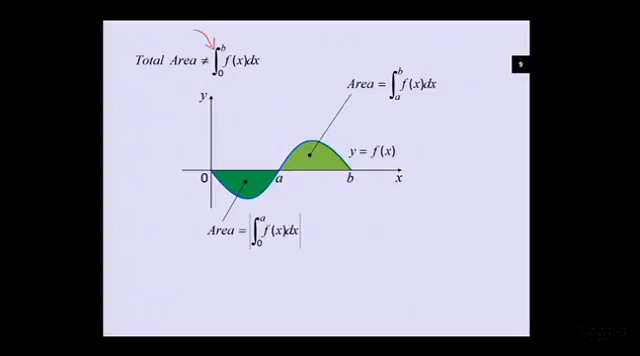 Total Area ≠ ∫₀ᵇ f(x)dx
9
Area = ∫ₐᵇ f(x)dx
y
y = f(x)
0 a b x
Area = |∫₀ᵃ f(x)dx|